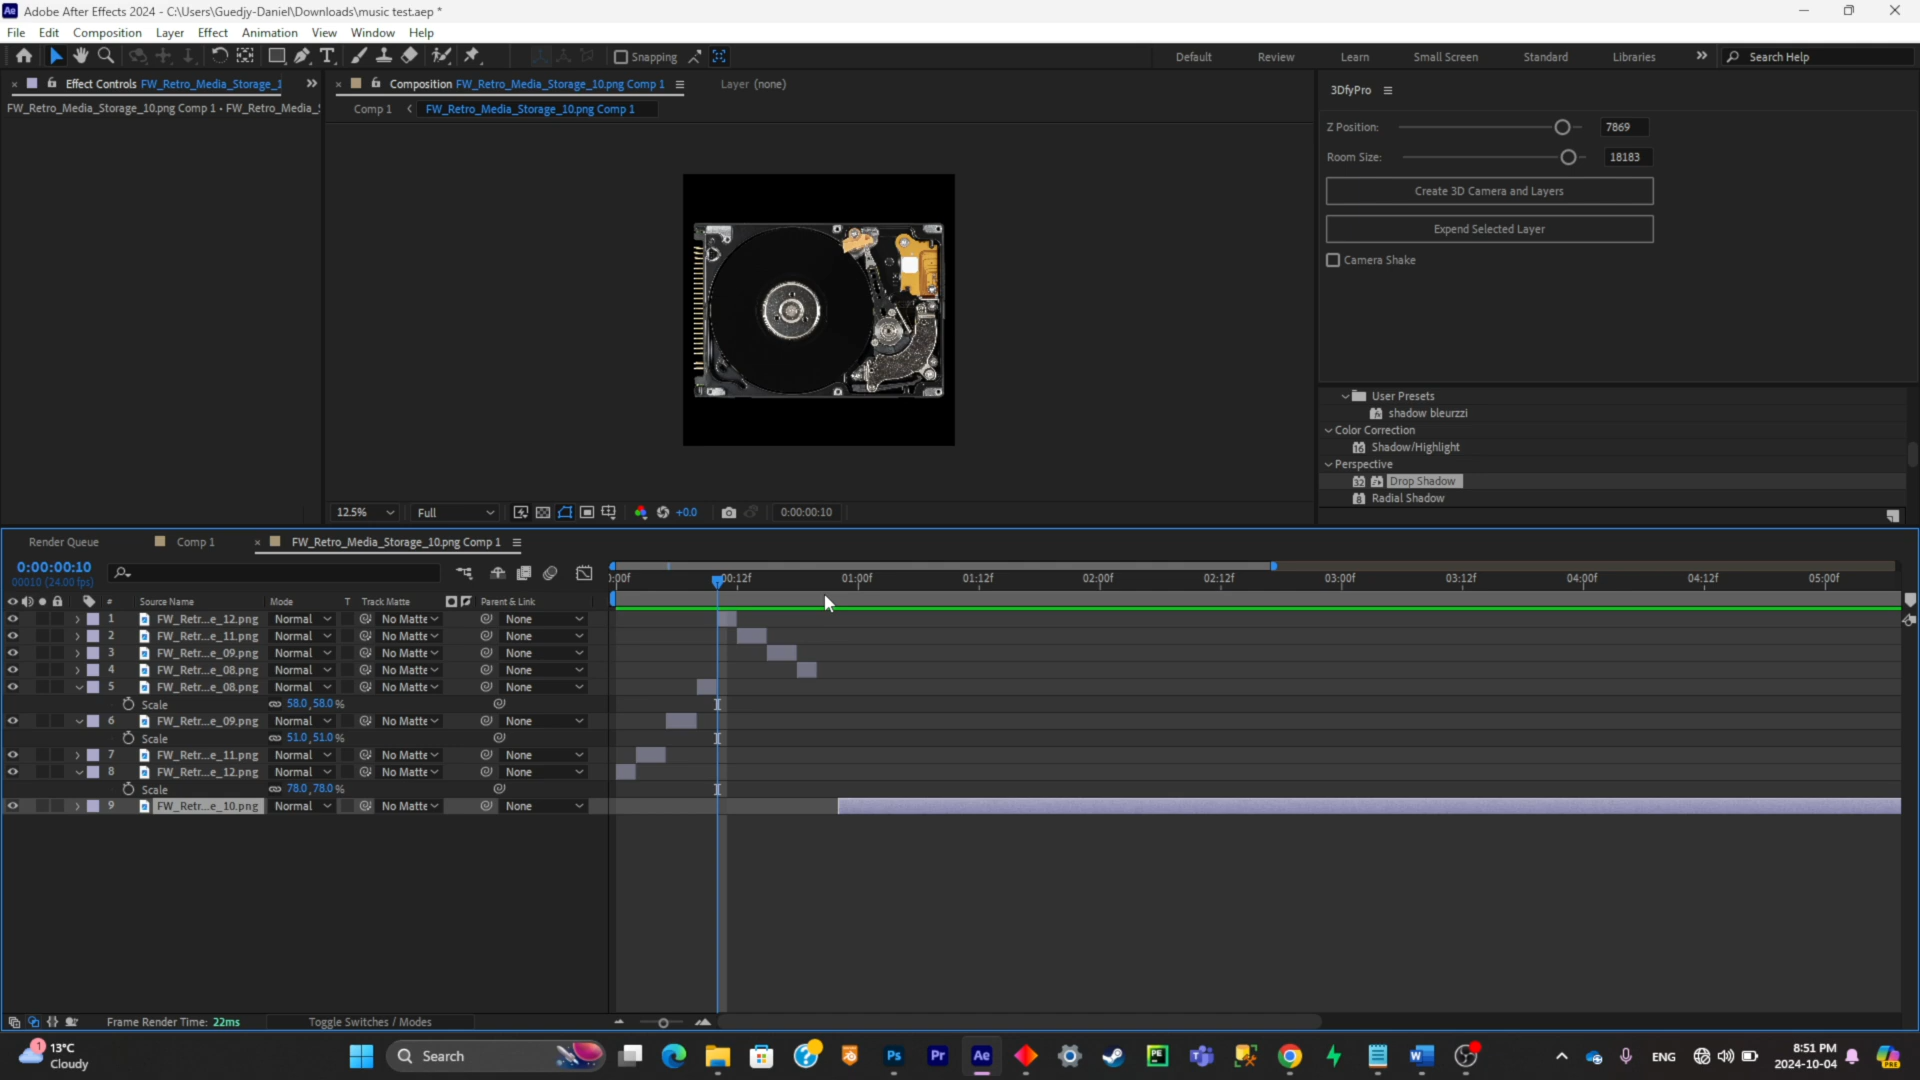 Adobe After Effects 2024 - C:\Users\Guedjy-Daniel\Downloads\music test.aep *
File Edit Composition Layer Effect Animation View Window Help
Snapping
Default Review Learn Small Screen Standard Libraries Search Help
Effect Controls FW_Retro_Media_Storage_1
Composition FW_Retro_Media_Storage_10.png Comp 1
Layer (none)
FW_Retro_Media_Storage_10.png Comp 1 • FW_Retro_Media_S
Comp 1 FW_Retro_Media_Storage_10.png Comp 1
3DfyPro
Z Position: 7869
Room Size: 18183
Create 3D Camera and Layers
Expend Selected Layer
Camera Shake
User Presets
shadow bleurzzi
Color Correction
Shadow/Highlight
Perspective
Drop Shadow
Radial Shadow
12.5% Full +0.0 0:00:00:10
Render Queue Comp 1 FW_Retro_Media_Storage_10.png Comp 1
0:00:00:10
00010 (24.00 fps)
):00f 00:12f 01:00f 01:12f 02:00f 02:12f 03:00f 03:12f 04:00f 04:12f 05:00f
# Source Name Mode T Track Matte Parent & Link
1 FW_Retr...e_12.png Normal No Matte None
2 FW_Retr...e_11.png Normal No Matte None
3 FW_Retr...e_09.png Normal No Matte None
4 FW_Retr...e_08.png Normal No Matte None
5 FW_Retr...e_08.png Normal No Matte None
Scale 58.0,58.0 %
6 FW_Retr...e_09.png Normal No Matte None
Scale 51.0,51.0 %
7 FW_Retr...e_11.png Normal No Matte None
8 FW_Retr...e_12.png Normal No Matte None
Scale 78.0,78.0 %
9 FW_Retr...e_10.png Normal No Matte None
Frame Render Time: 22ms Toggle Switches / Modes
1 13°C
Cloudy
Search
Ps Pr Ae PE
ENG
8:51 PM
2024-10-04